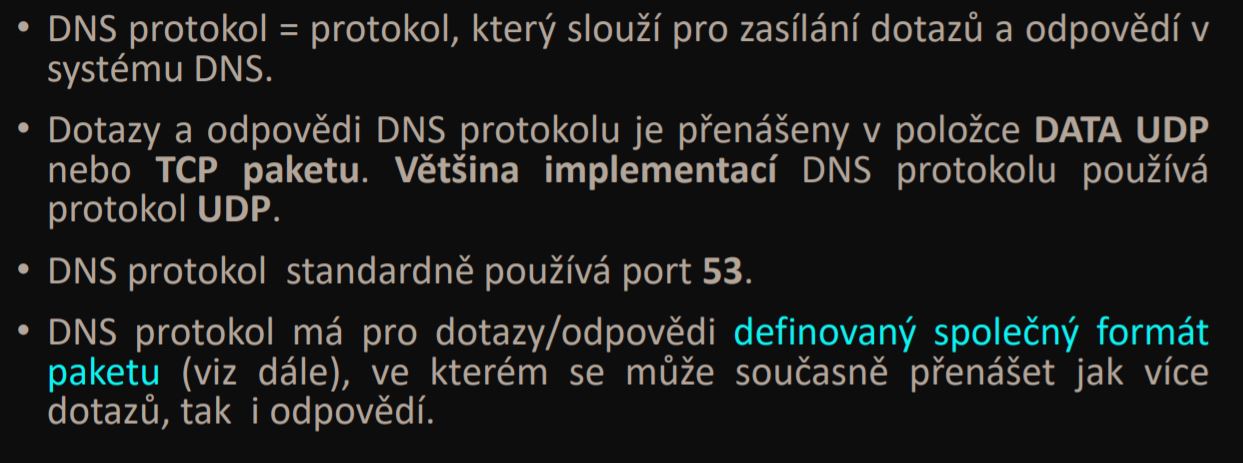 • DNS protokol = protokol, který slouží pro zasílání dotazů a odpovědí v
systému DNS.
• Dotazy a odpovědi DNS protokolu je přenášeny v položce DATA UDP
nebo TCP paketu. Většina implementací DNS protokolu používá
protokol UDP.
• DNS protokol standardně používá port 53.
• DNS protokol má pro dotazy/odpovědi definovaný společný formát
paketu (viz dále), ve kterém se může současně přenášet jak více
dotazů, tak i odpovědí.